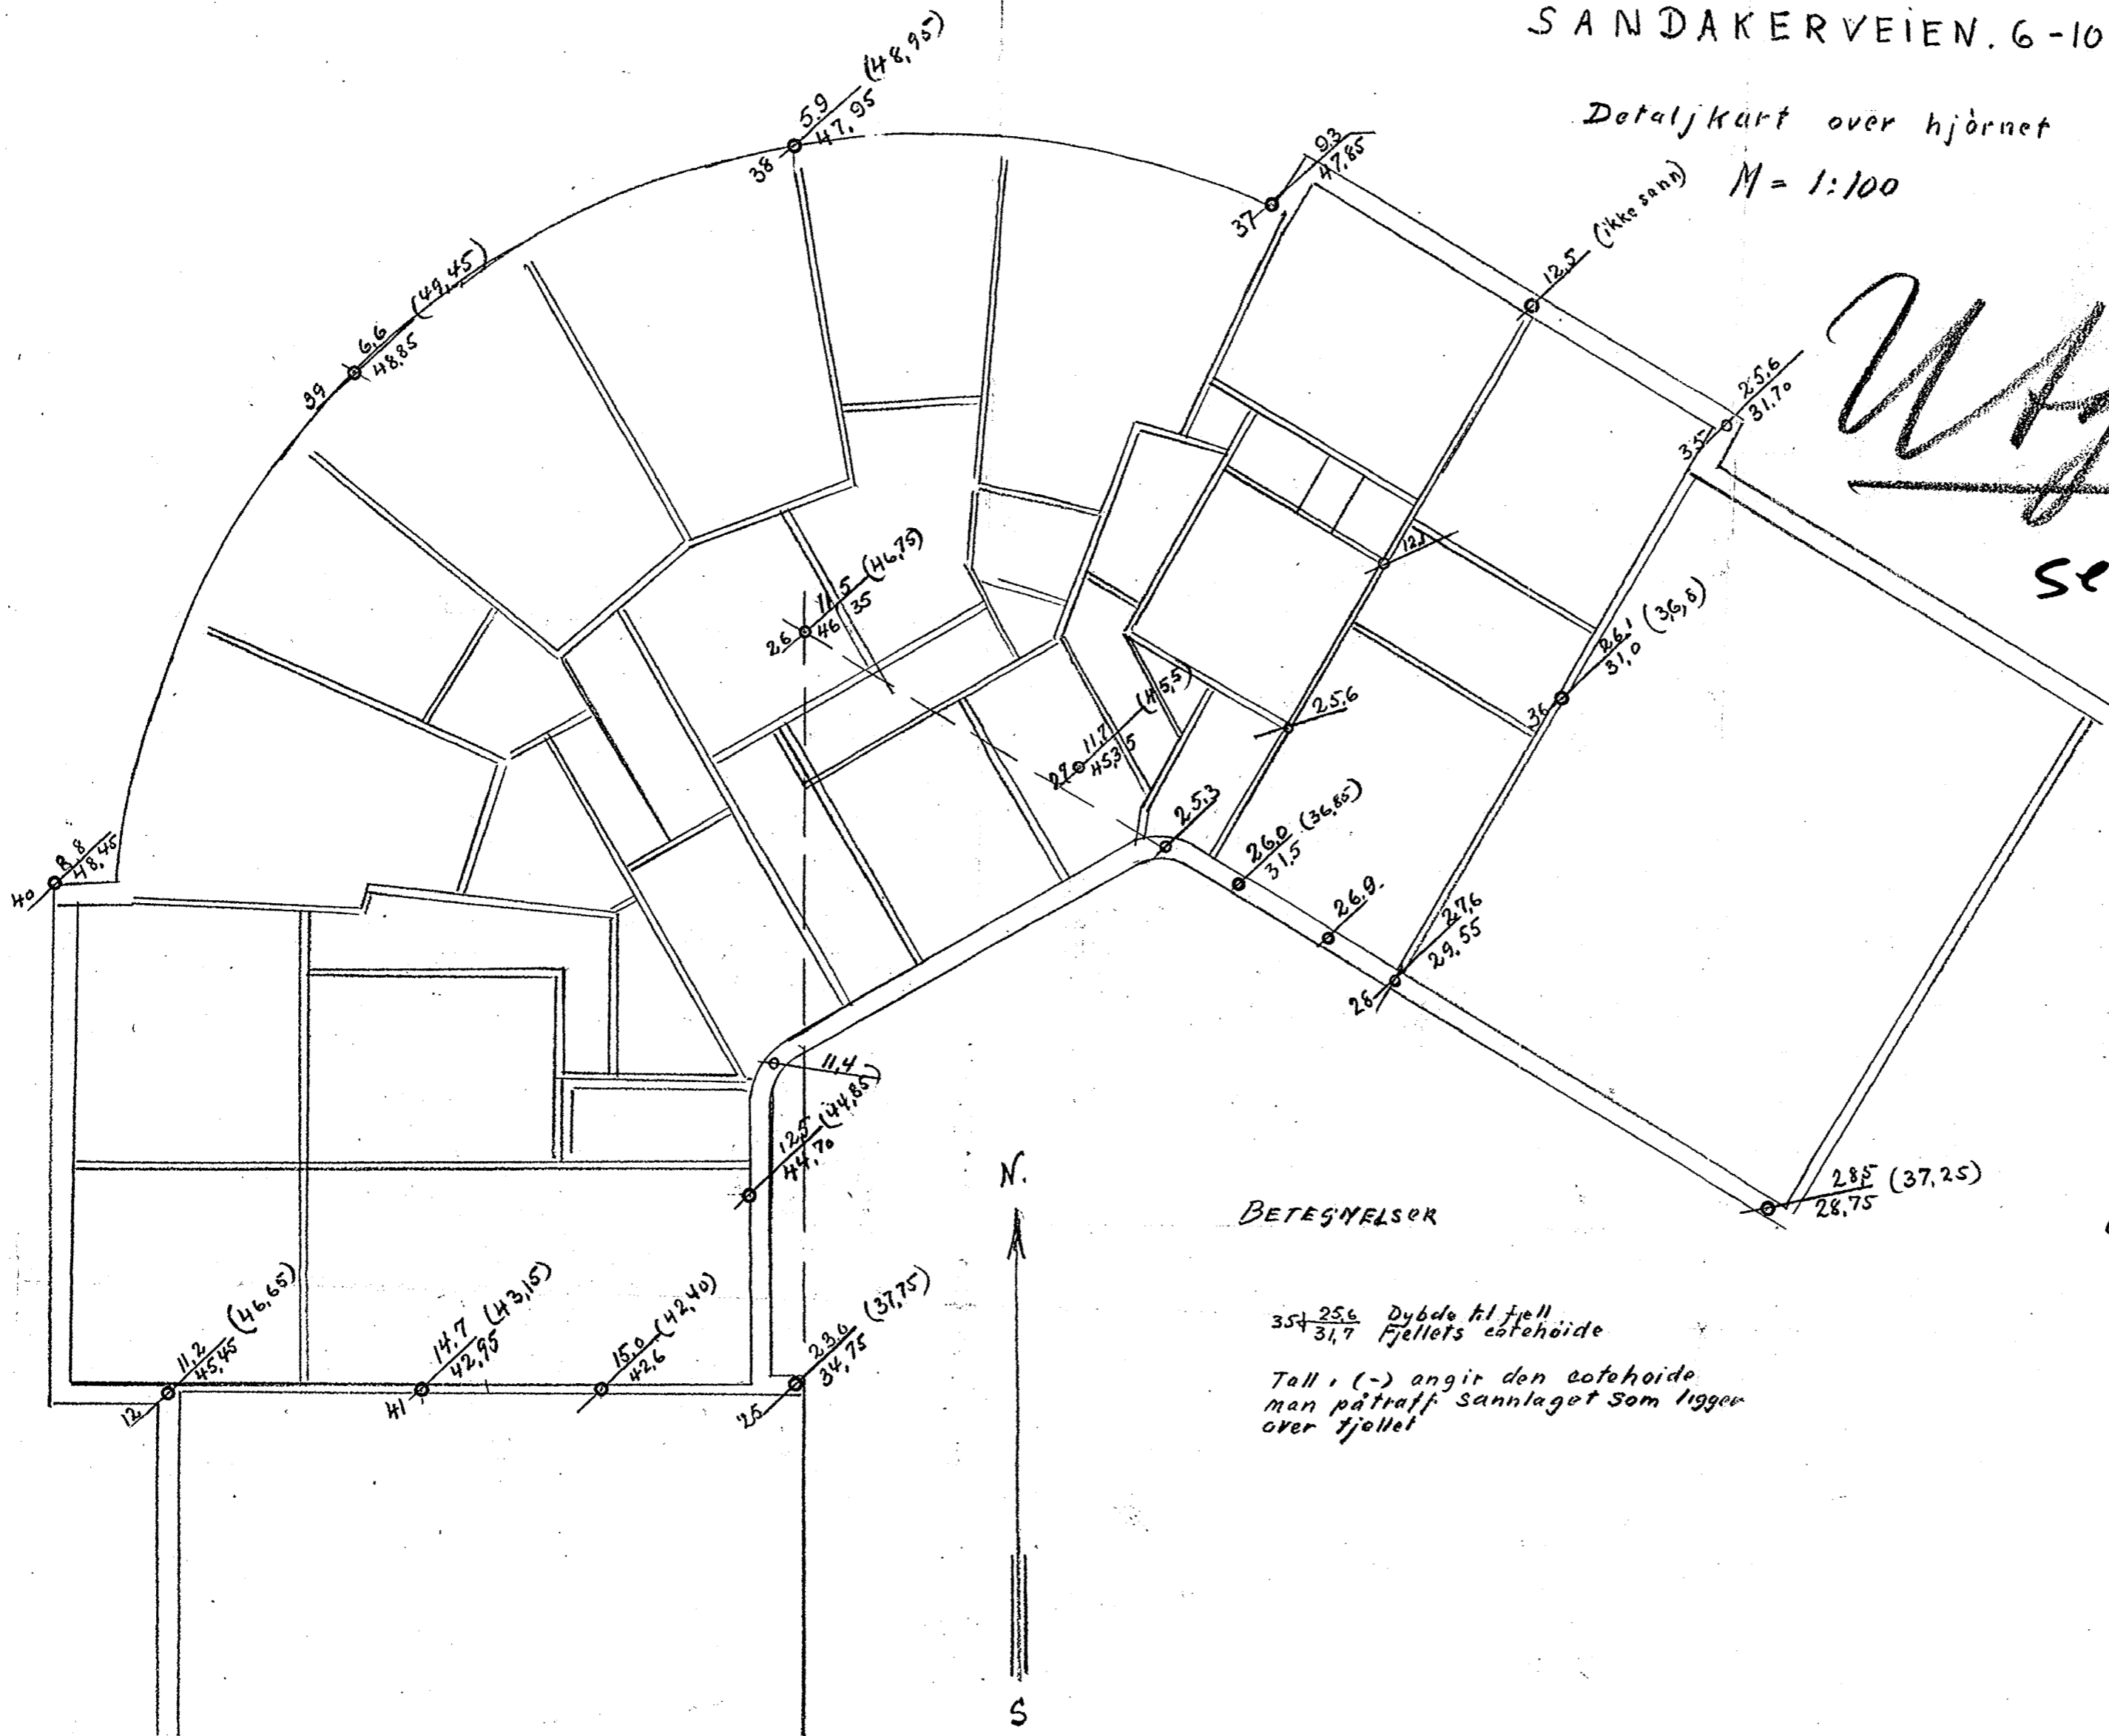 SANDAKERVEIEN. 6-10
Detaljkart over hjòrnet
M = 1:100
5.9 (48,95)
38 47,95
9,3
37 47,85
12,5 (ikke sann)
6,6 (49,45)
39 48,85
25,6
35 31,70
se
11,5 (46,75)
26 46 35
12,1
26,1 (36,8)
36 31,0
11,7 (45,5)
29 45,35
25,6
25,3
26,0 (36,85)
31,5
26.9.
27,6
28 29,55
8,8
40 48,45
11,4
12,5 (44,85)
44,70
28,5 (37,25)
28,75
11,2 (46,65)
12 45,45
14.7 (43,15)
41 42,95
15,0 (42,40)
42,6
23,0 (37,75)
25 34,75
N.
S
BETEGNELSER
35 25,6 Dybde til fjell
31,7 Fjellets cotehòide
Tall i (-) angir den cotehoide
man påtraff sannlaget som ligger
over fjellet